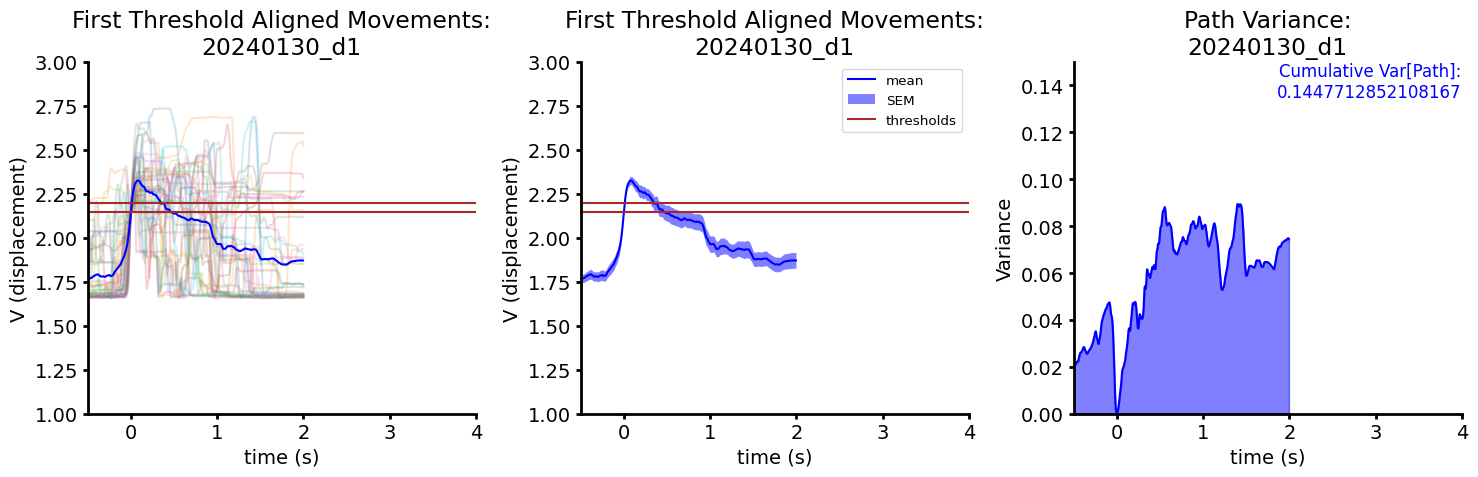 First Threshold Aligned Movements:
20240130_d1
V (displacement)
3.00
2.75
2.50
2.25
2.00
1.75
1.50
1.25
1.00
0
1
2
3
4
time (s)
First Threshold Aligned Movements:
20240130_d1
mean
SEM
thresholds
V (displacement)
3.00
2.75
2.50
2.25
2.00
1.75
1.50
1.25
1.00
0
1
2
3
4
time (s)
Path Variance:
20240130_d1
Cumulative Var[Path]:
0.1447712852108167
Variance
0.14
0.12
0.10
0.08
0.06
0.04
0.02
0.00
0
1
2
3
4
time (s)